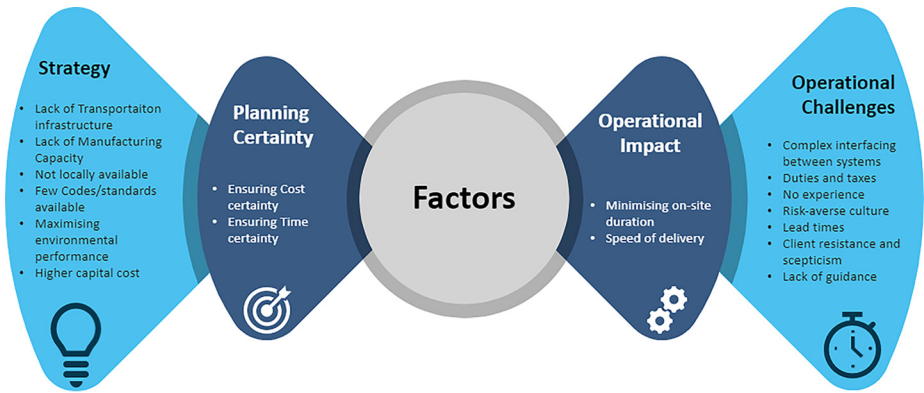 Strategy
• Lack of Transportaiton
infrastructure
• Lack of Manufacturing
Capacity
• Not locally available
• Few Codes/standards
available
• Maximising
environmental
performance
• Higher capital cost
Planning
Certainty
• Ensuring Cost
certainty
• Ensuring Time
certainty
Factors
Operational
Impact
• Minimising on-site
duration
• Speed of delivery
Operational
Challenges
• Complex interfacing
between systems
• Duties and taxes
• No experience
• Risk-averse culture
• Lead times
• Client resistance and
scepticism
• Lack of guidance